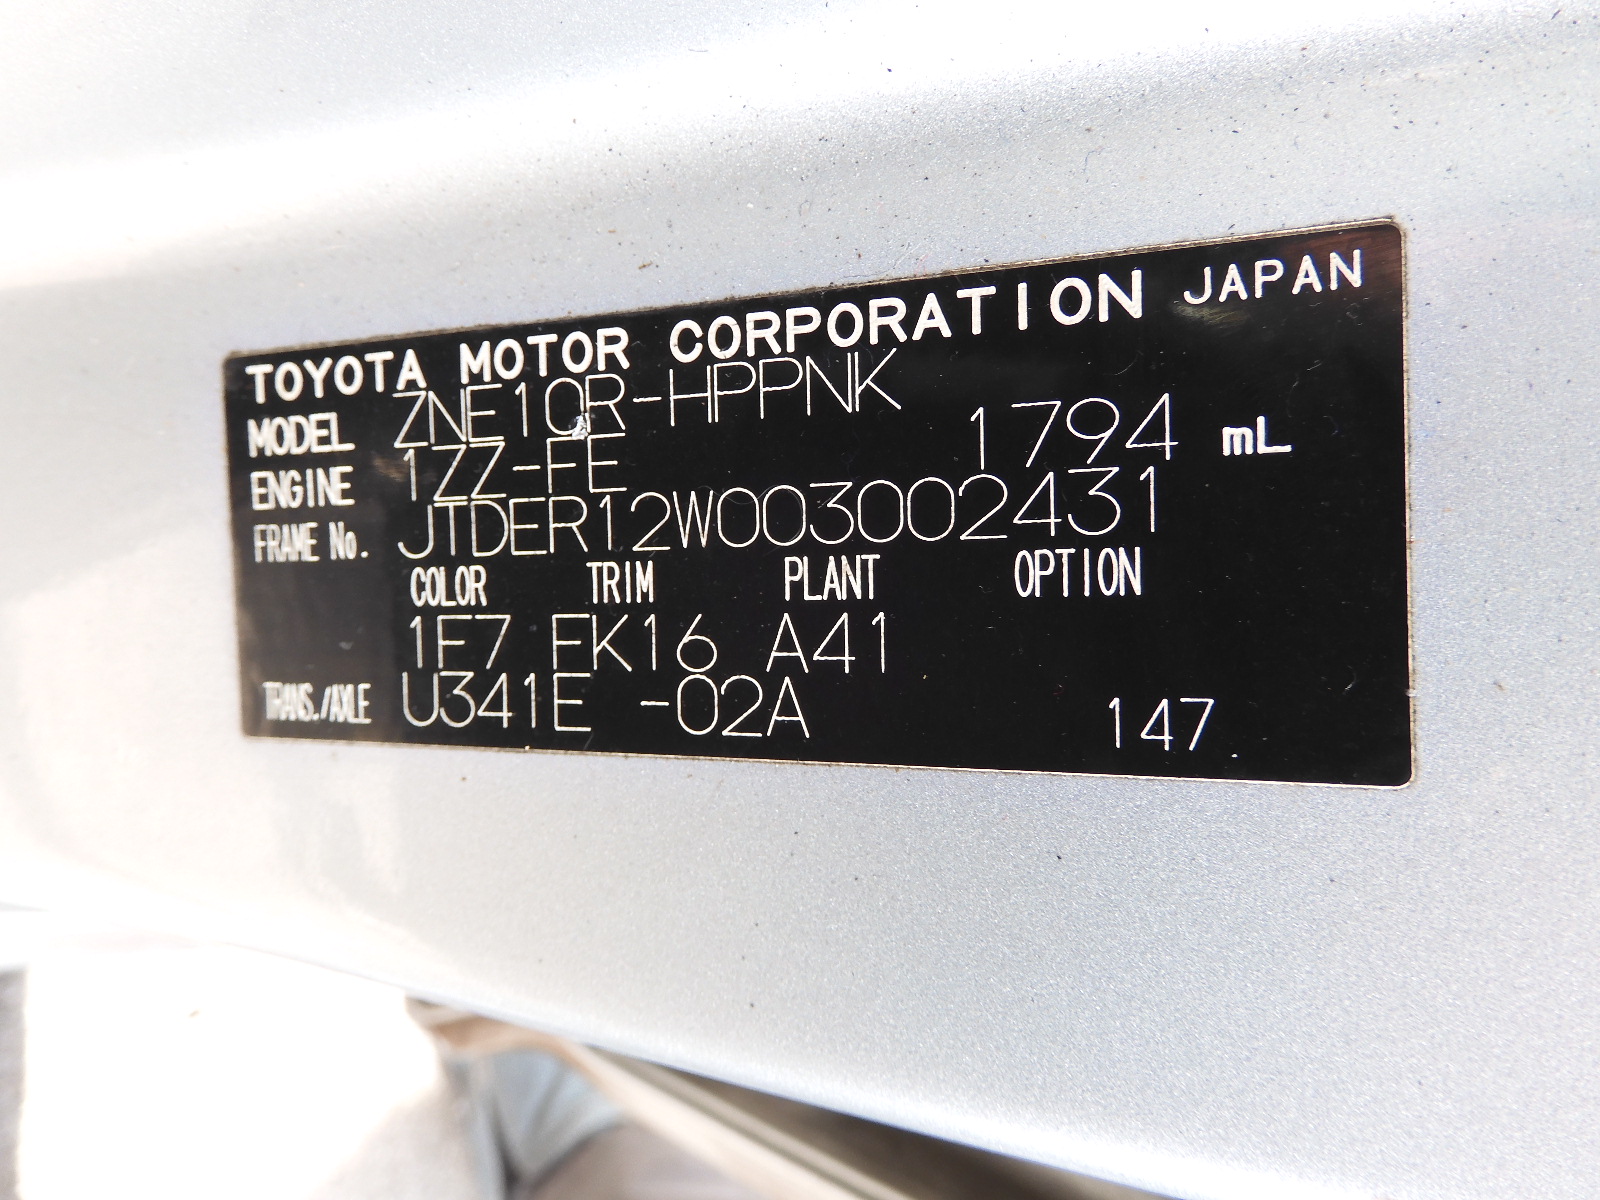 TOYOTA MOTOR CORPORATION JAPAN
MODEL ZNE10R-HPPNK
ENGINE 1ZZ-FE 1794 mL
FRAME No. JTDER12W003002431
COLOR TRIM PLANT OPTION
1F7 FK16 A41
TRANS./AXLE U341E -02A 147